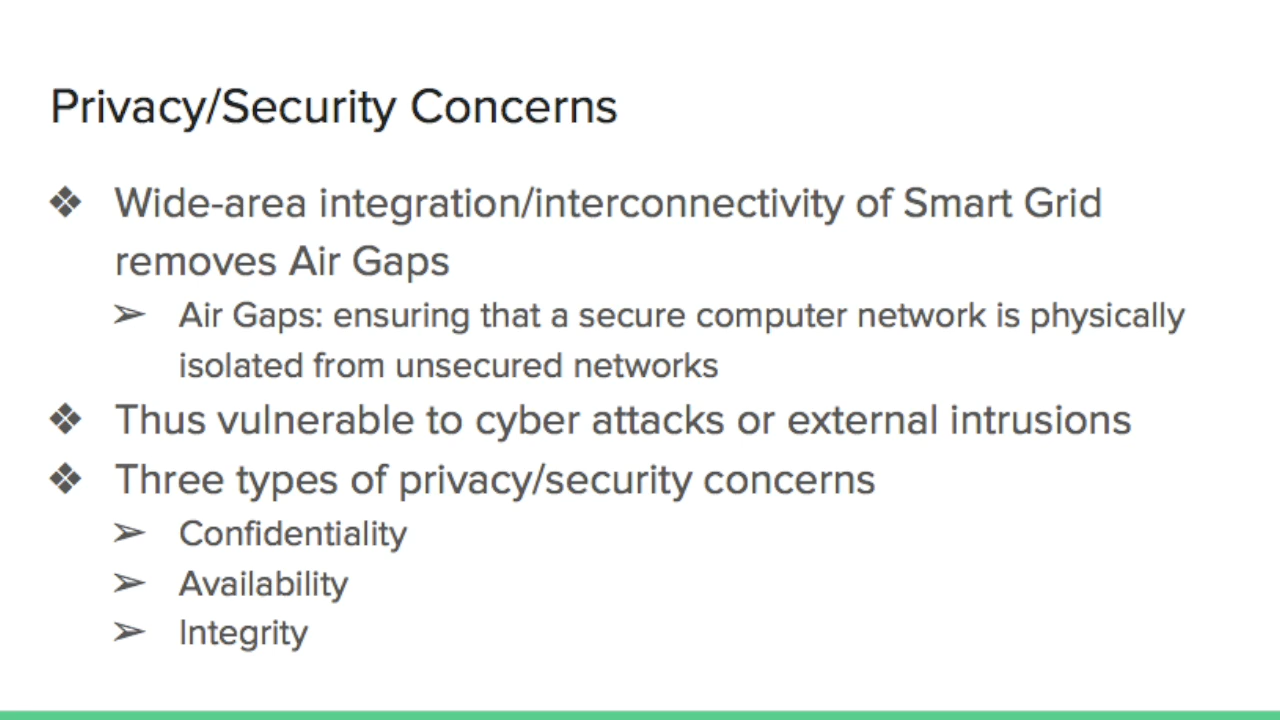 Privacy/Security Concerns
❖ Wide-area integration/interconnectivity of Smart Grid
removes Air Gaps
➢ Air Gaps: ensuring that a secure computer network is physically
isolated from unsecured networks
❖ Thus vulnerable to cyber attacks or external intrusions
❖ Three types of privacy/security concerns
➢ Confidentiality
➢ Availability
➢ Integrity